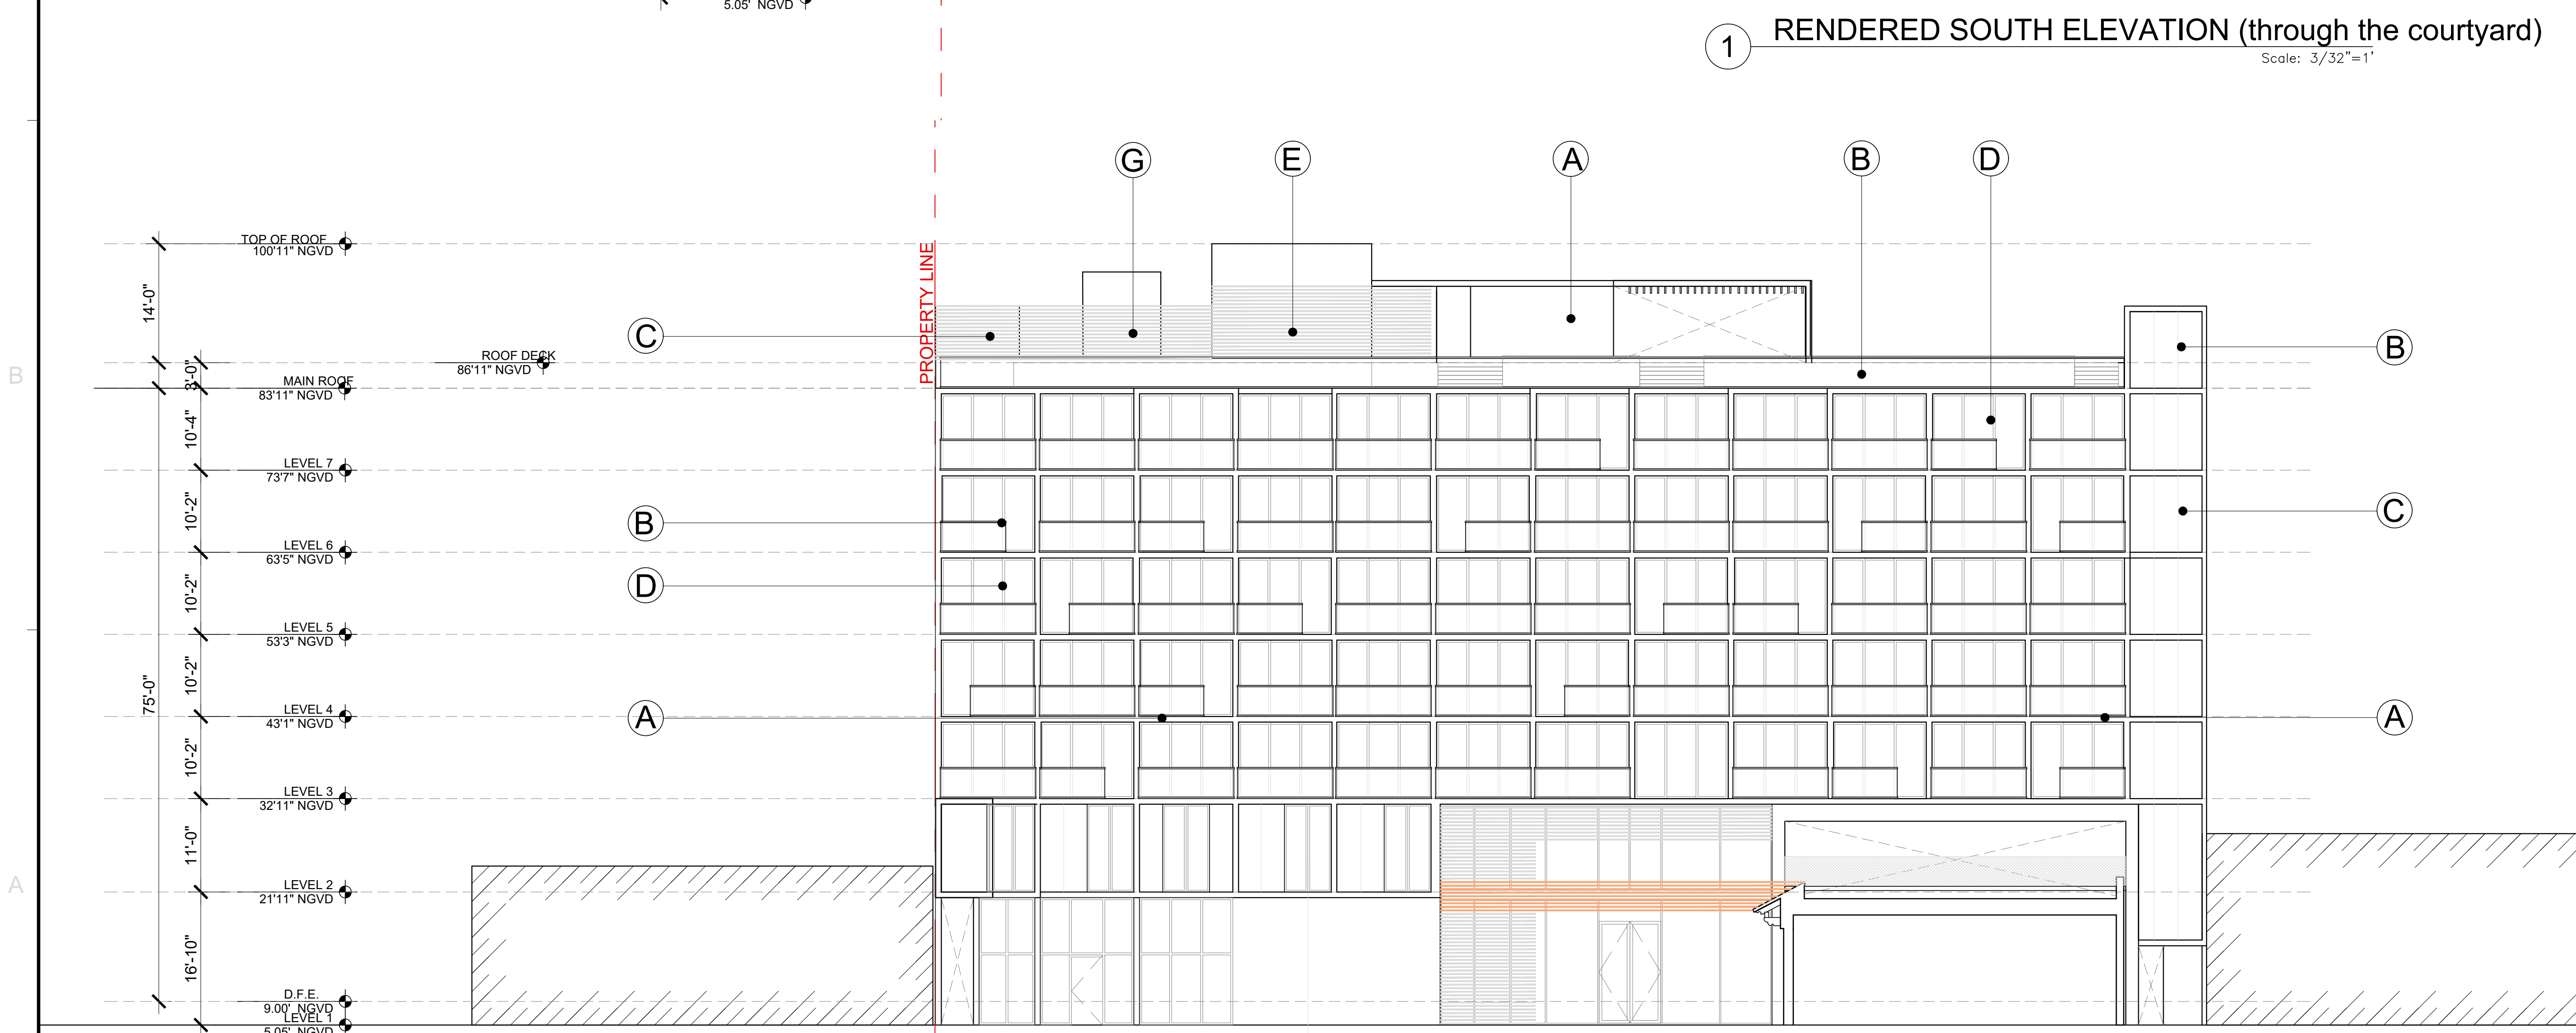 5.05' NGVD
1
RENDERED SOUTH ELEVATION (through the courtyard)
Scale: 3/32"=1'
G
E
A
B
D
TOP OF ROOF
100'11" NGVD
PROPERTY LINE
14'-0"
C
ROOF DECK
86'11" NGVD
B
B
3'-0"
MAIN ROOF
83'11" NGVD
10'-4"
LEVEL 7
73'7" NGVD
10'-2"
B
C
LEVEL 6
63'5" NGVD
10'-2"
D
LEVEL 5
53'3" NGVD
10'-2"
75'-0"
LEVEL 4
43'1" NGVD
A
A
10'-2"
LEVEL 3
32'11" NGVD
11'-0"
A
LEVEL 2
21'11" NGVD
16'-10"
D.F.E.
9.00' NGVD
LEVEL 1
5.05' NGVD